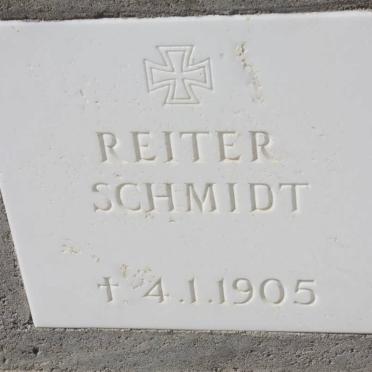 REITER
SCHMIDT
† 4.1.1905